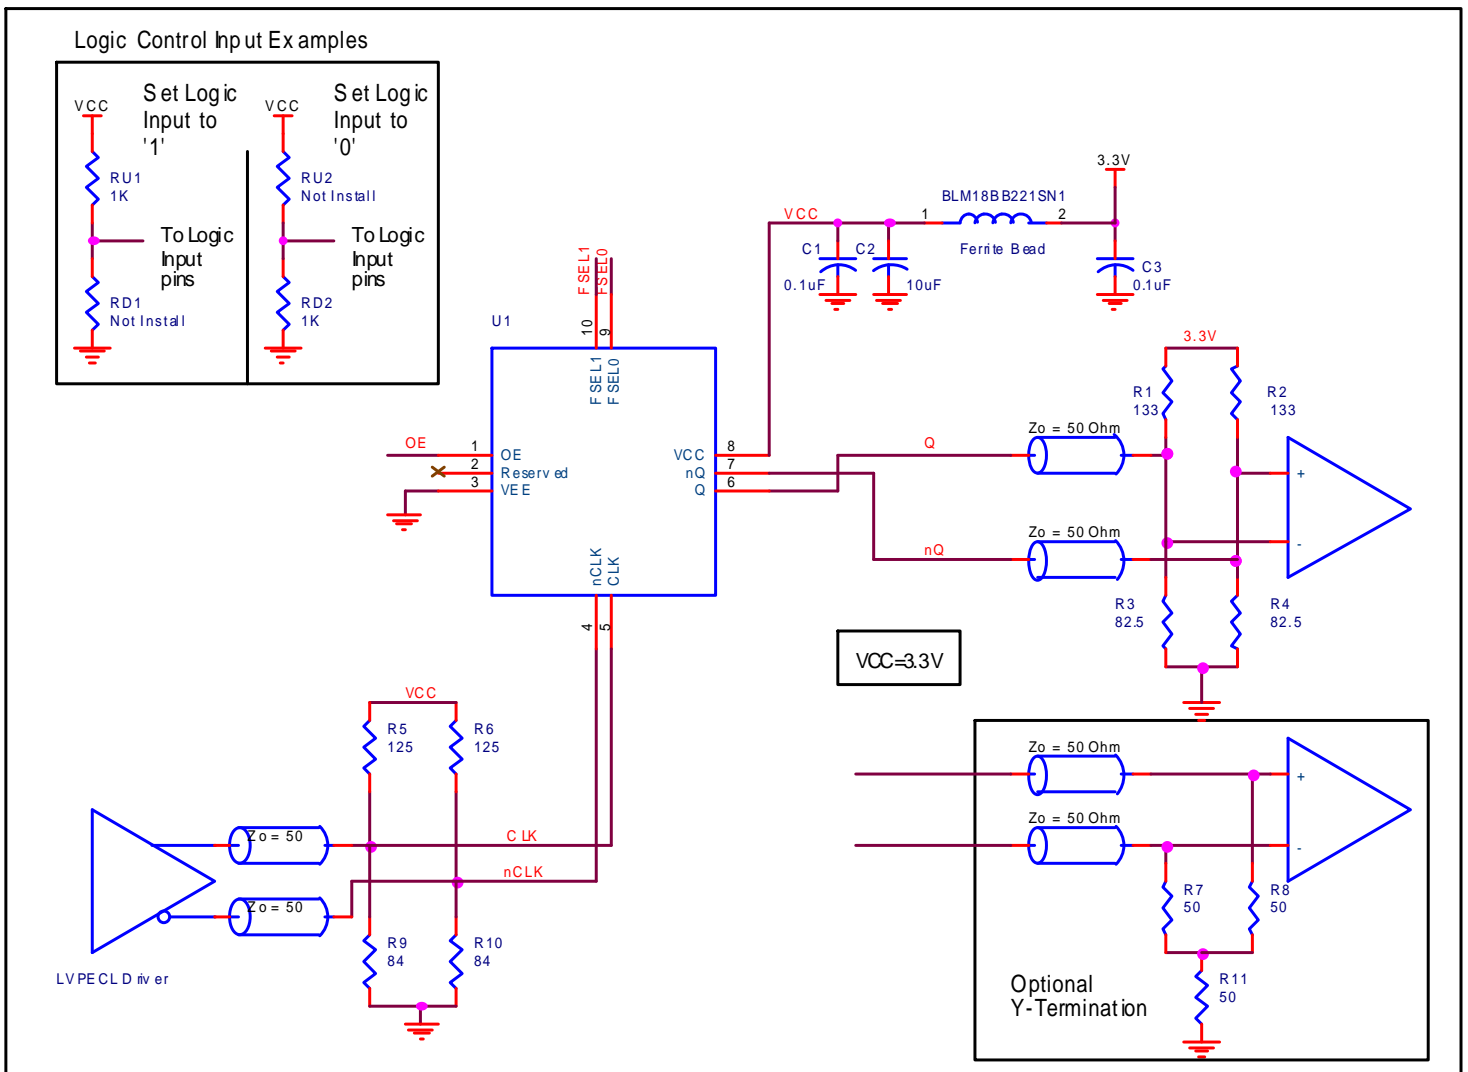 Logic Control Input Examples
VCC
Set Logic
Input to
'1'
RU1
1K
To Logic
Input
pins
RD1
Not Install
VCC
Set Logic
Input to
'0'
RU2
Not Install
To Logic
Input
pins
RD2
1K
3.3V
BLM18BB221SN1
VCC
1
2
Ferrite Bead
C1
0.1uF
C2
10uF
C3
0.1uF
FSEL1
FSEL0
U1
10
9
FSEL1
FSEL0
OE
1
OE
2
Reserved
3
VEE
VCC
8
nQ
7
Q
6
nCLK
CLK
4
5
3.3V
R1
133
R2
133
Q
Zo = 50 Ohm
+
nQ
Zo = 50 Ohm
-
R3
82.5
R4
82.5
VCC=3.3V
VCC
R5
125
R6
125
Zo = 50
CLK
nCLK
Zo = 50
R9
84
R10
84
LVPECL Driver
Zo = 50 Ohm
+
Zo = 50 Ohm
-
R7
50
R8
50
R11
50
Optional
Y-Termination